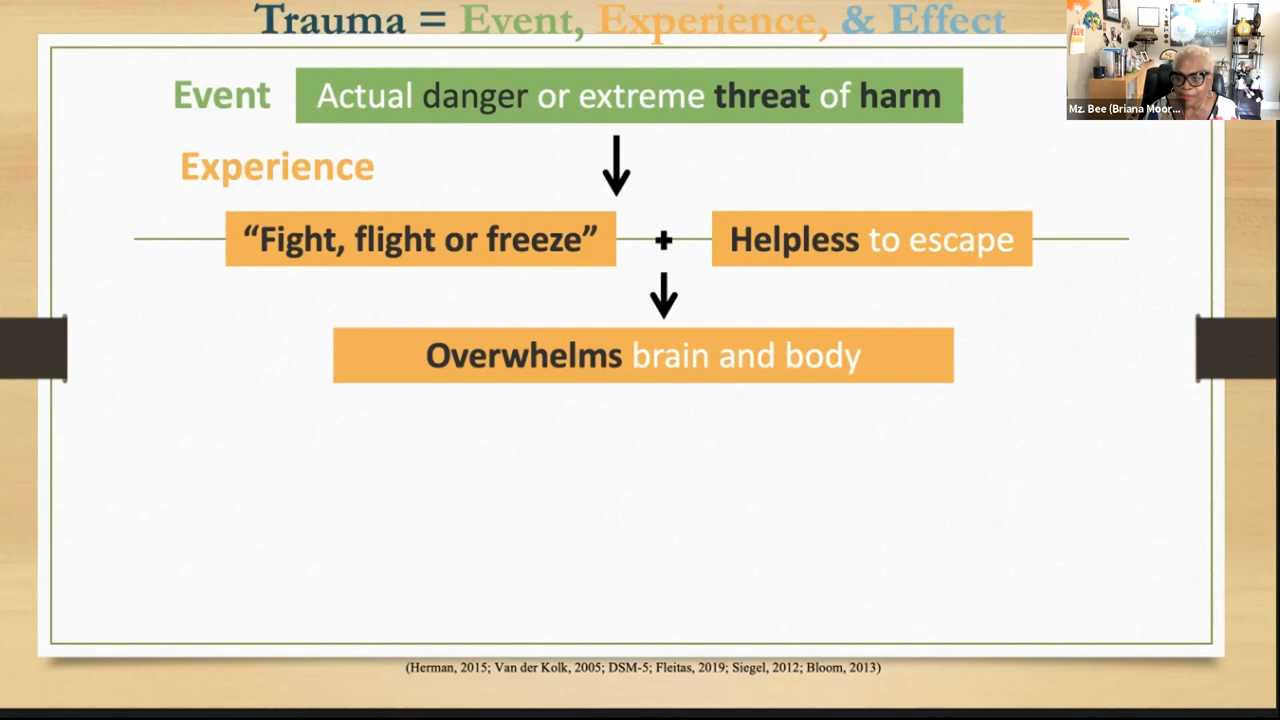 Trauma = Event, Experience, & Effect
Event
Actual danger or extreme threat of harm
Experience
“Fight, flight or freeze”
+
Helpless to escape
Overwhelms brain and body
(Herman, 2015; Van der Kolk, 2005; DSM-5; Fleitas, 2019; Siegel, 2012; Bloom, 2013)
Mz. Bee (Briana Moor...